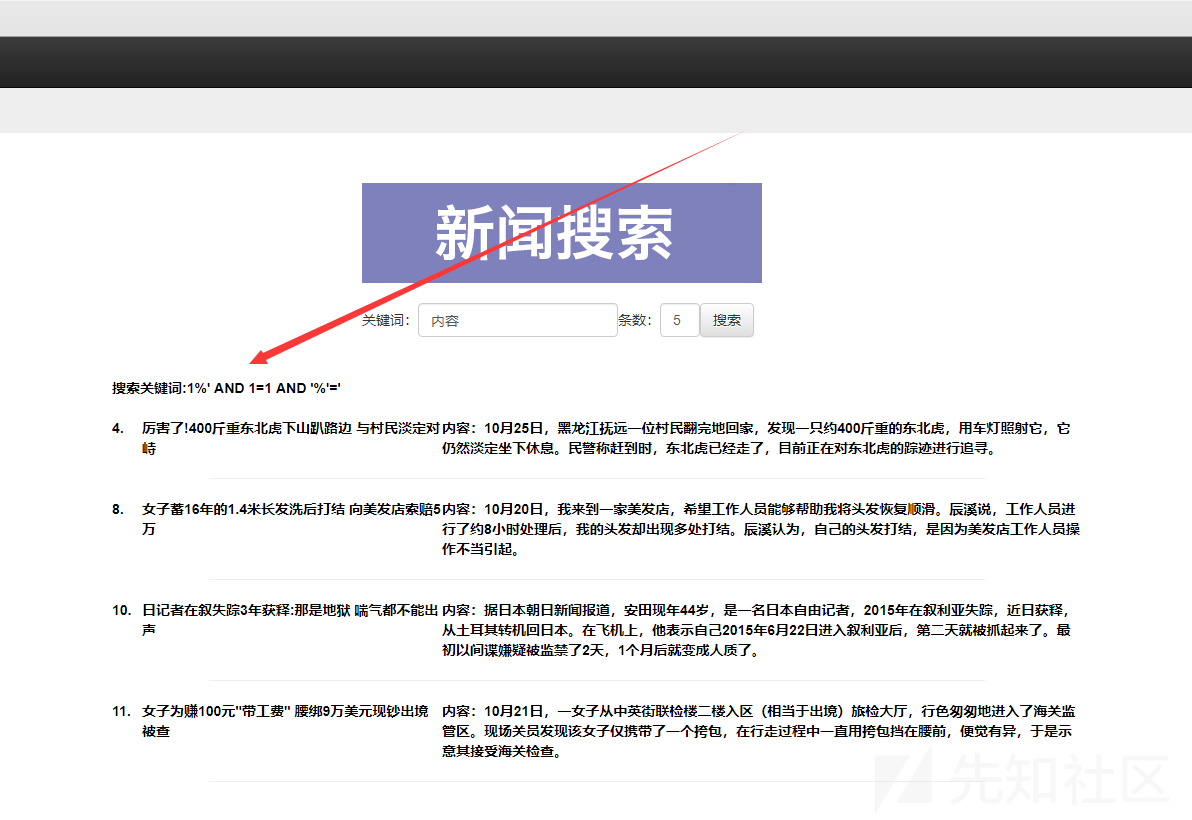 新闻搜索
关键词： 内容 条数： 5 搜索
搜索关键词:1%' AND 1=1 AND '%'='
4. 厉害了!400斤重东北虎下山趴路边 与村民淡定对
峙
内容：10月25日，黑龙江抚远一位村民翻完地回家，发现一只约400斤重的东北虎，用车灯照射它，它
仍然淡定坐下休息。民警称赶到时，东北虎已经走了，目前正在对东北虎的踪迹进行追寻。
8. 女子蓄16年的1.4米长发洗后打结 向美发店索赔5
万
内容：10月20日，我来到一家美发店，希望工作人员能够帮助我将头发恢复顺滑。辰溪说，工作人员进
行了约8小时处理后，我的头发却出现多处打结。辰溪认为，自己的头发打结，是因为美发店工作人员操
作不当引起。
10. 日记者在叙失踪3年获释:那是地狱 喘气都不能出
声
内容：据日本朝日新闻报道，安田现年44岁，是一名日本自由记者，2015年在叙利亚失踪，近日获释，
从土耳其转机回日本。在飞机上，他表示自己2015年6月22日进入叙利亚后，第二天就被抓起来了。最
初以间谍嫌疑被监禁了2天，1个月后就变成人质了。
11. 女子为赚100元"带工费" 腰绑9万美元现钞出境
被查
内容：10月21日，一女子从中英街联检楼二楼入区（相当于出境）旅检大厅，行色匆匆地进入了海关监
管区。现场关员发现该女子仅携带了一个挎包，在行走过程中一直用挎包挡在腰前，便觉有异，于是示
意其接受海关检查。
先知社区